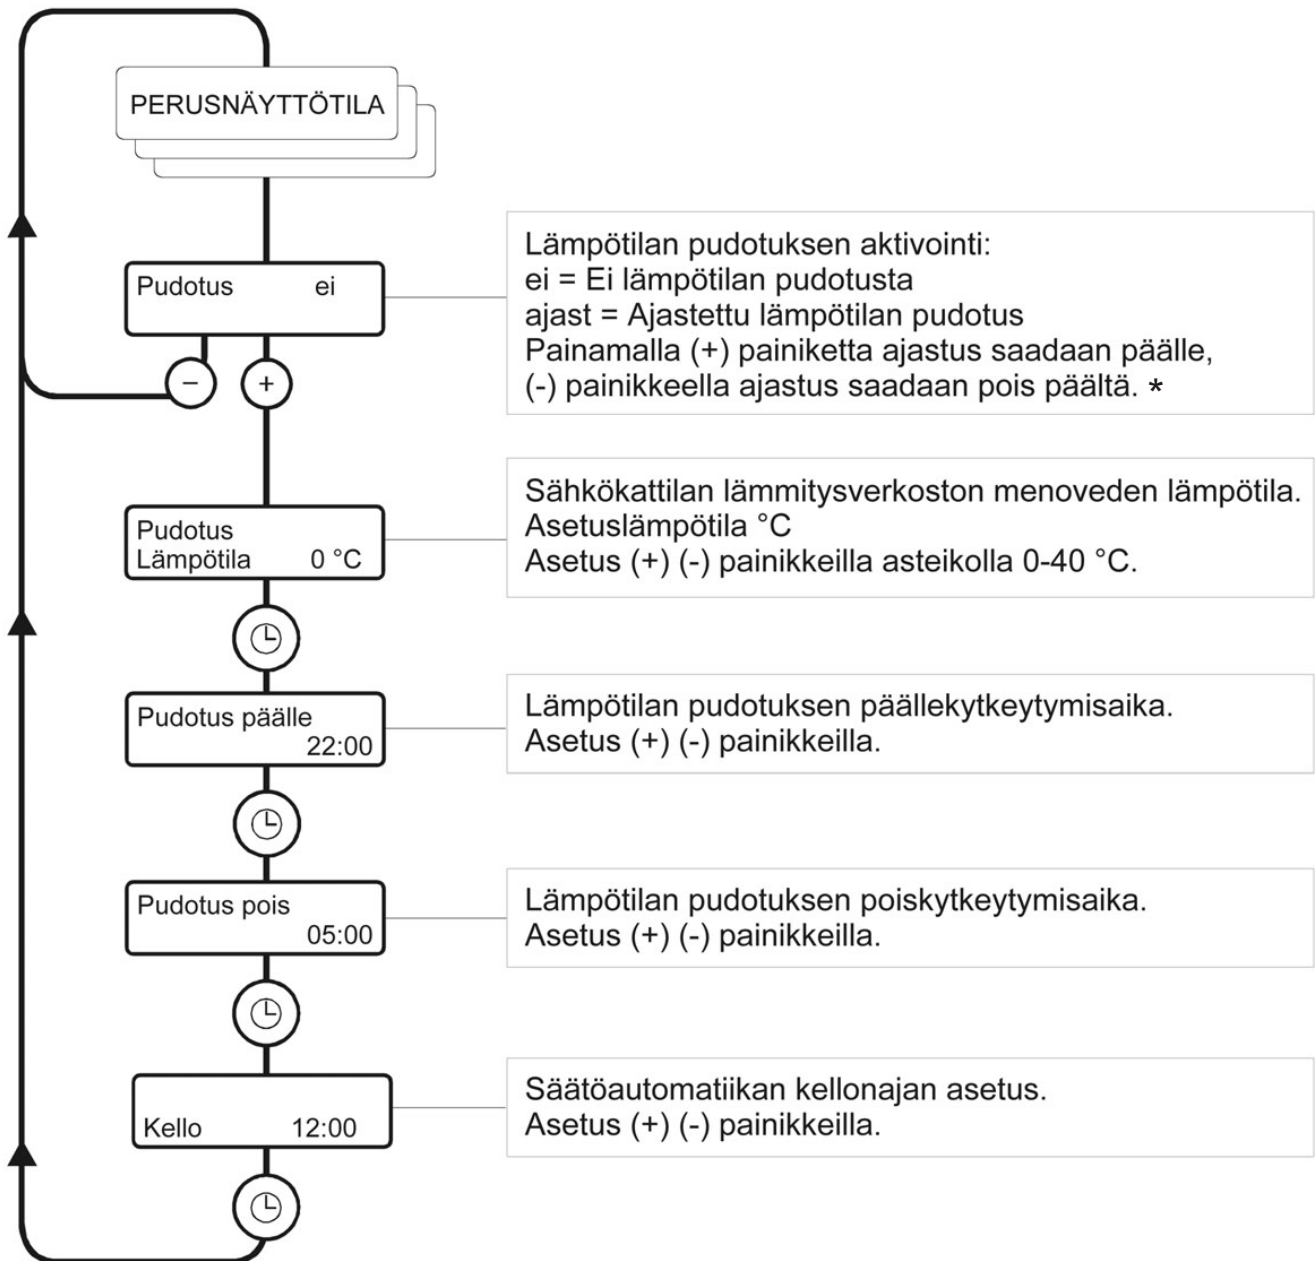 PERUSNÄYTTÖTILA
Pudotus ei
Lämpötilan pudotuksen aktivointi:
ei = Ei lämpötilan pudotusta
ajast = Ajastettu lämpötilan pudotus
Painamalla (+) painiketta ajastus saadaan päälle,
(-) painikkeella ajastus saadaan pois päältä. *
− +
Pudotus
Lämpötila 0 °C
Sähkökattilan lämmitysverkoston menoveden lämpötila.
Asetuslämpötila °C
Asetus (+) (-) painikkeilla asteikolla 0-40 °C.
Pudotus päälle
22:00
Lämpötilan pudotuksen päällekytkeytymisaika.
Asetus (+) (-) painikkeilla.
Pudotus pois
05:00
Lämpötilan pudotuksen poiskytkeytymisaika.
Asetus (+) (-) painikkeilla.
Kello 12:00
Säätöautomatiikan kellonajan asetus.
Asetus (+) (-) painikkeilla.